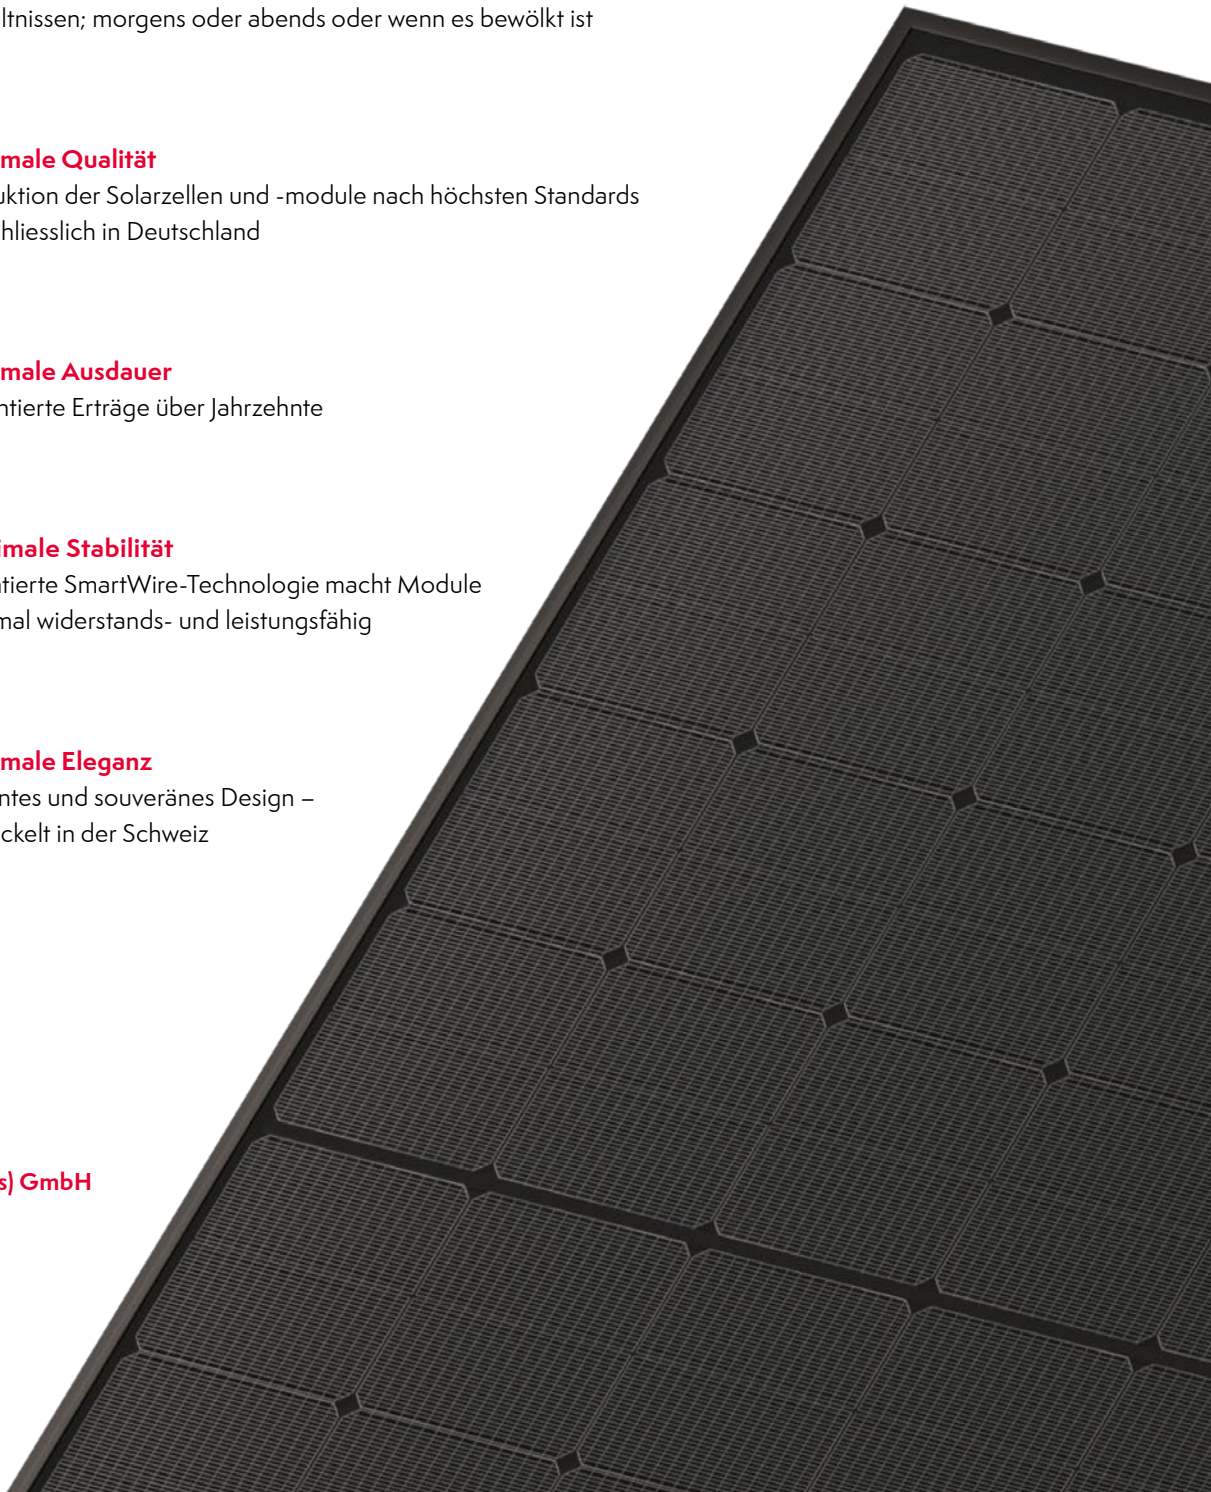 ltnissen; morgens oder abends oder wenn es bewölkt ist
male Qualität
uktion der Solarzellen und -module nach höchsten Standards
hliesslich in Deutschland
male Ausdauer
ntierte Erträge über Jahrzehnte
imale Stabilität
tierte SmartWire-Technologie macht Module
mal widerstands- und leistungsfähig
male Eleganz
ntes und souveränes Design –
ckelt in der Schweiz
s) GmbH